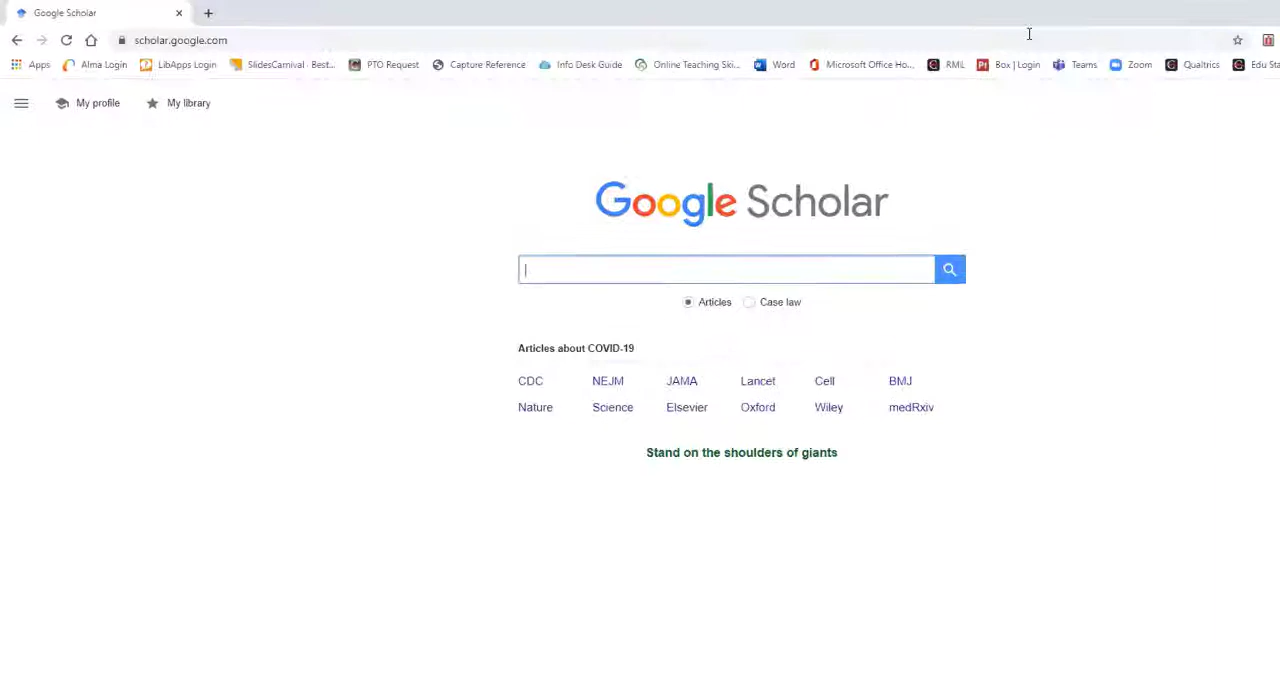 Google Scholar
scholar.google.com
Apps Alma Login LibApps Login SlidesCarnival · Best... PTO Request Capture Reference Info Desk Guide Online Teaching Ski... Word Microsoft Office Ho... RML Box | Login Teams Zoom Qualtrics Edu Sta
My profile My library
Google Scholar
Articles Case law
Articles about COVID-19
CDC NEJM JAMA Lancet Cell BMJ
Nature Science Elsevier Oxford Wiley medRxiv
Stand on the shoulders of giants